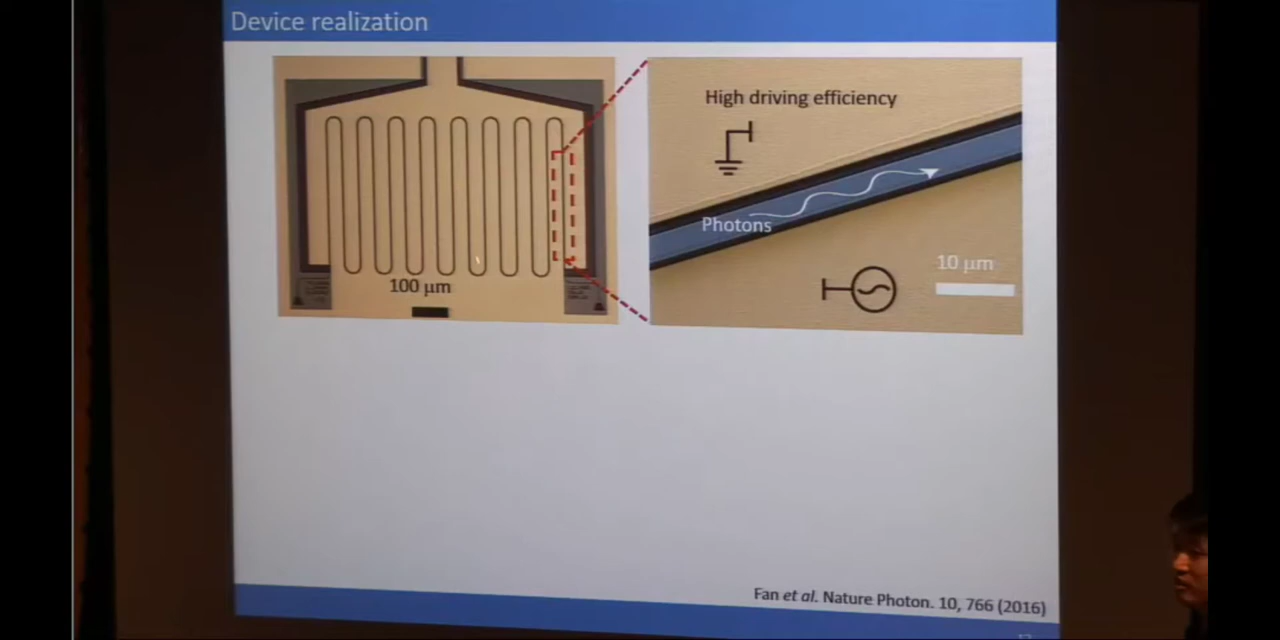 Device realization
High driving efficiency
Photons
10 μm
100 μm
Fan et al. Nature Photon. 10, 766 (2016)